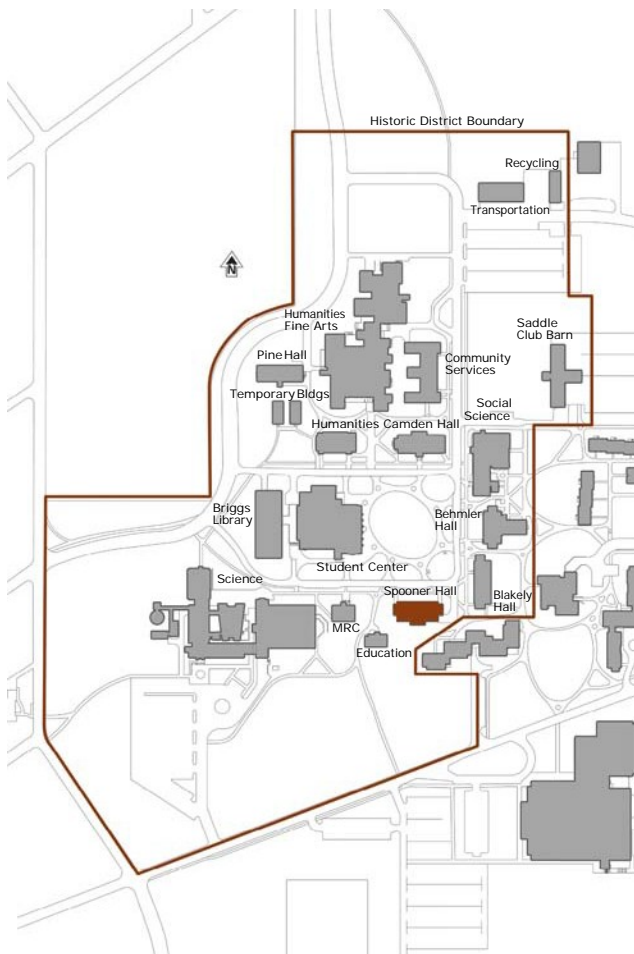 Historic District Boundary
Recycling
Transportation
N
Humanities
Fine Arts
Saddle
Club Barn
Pine Hall
Community
Services
Temporary Bldgs
Social
Science
Humanities
Camden Hall
Briggs
Library
Behmler
Hall
Student Center
Science
Spooner Hall
Blakely
Hall
MRC
Education